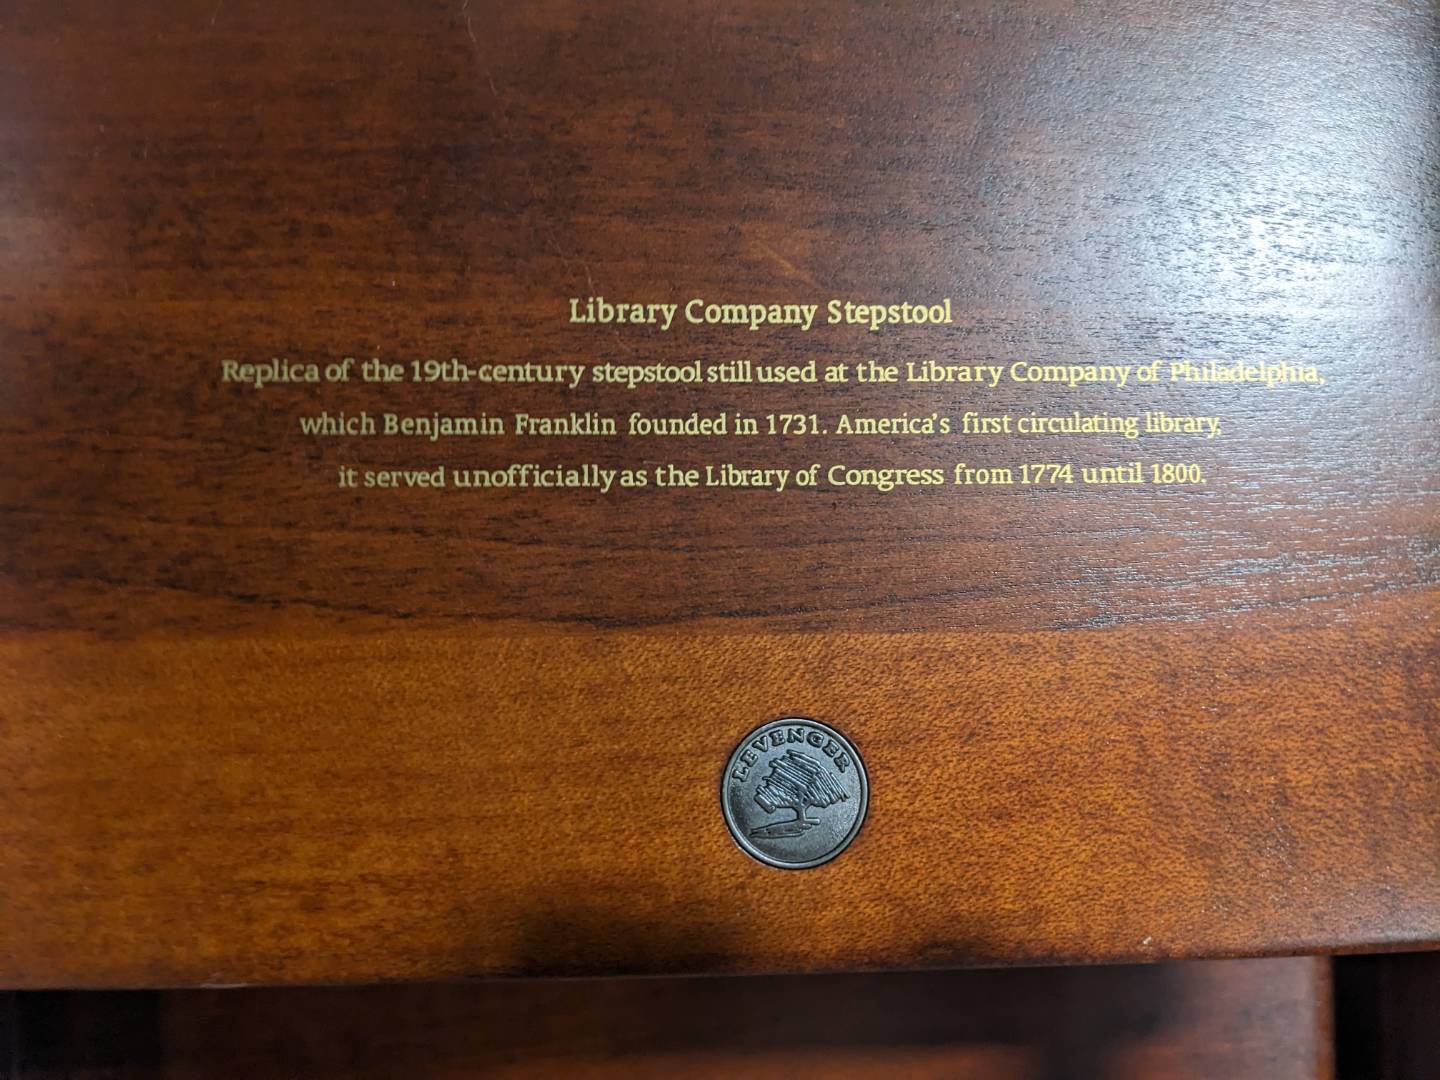 Library Company Stepstool
Replica of the 19th-century stepstool still used at the Library Company of Philadelphia,
which Benjamin Franklin founded in 1731. America's first circulating library,
it served unofficially as the Library of Congress from 1774 until 1800.
LEVENGER